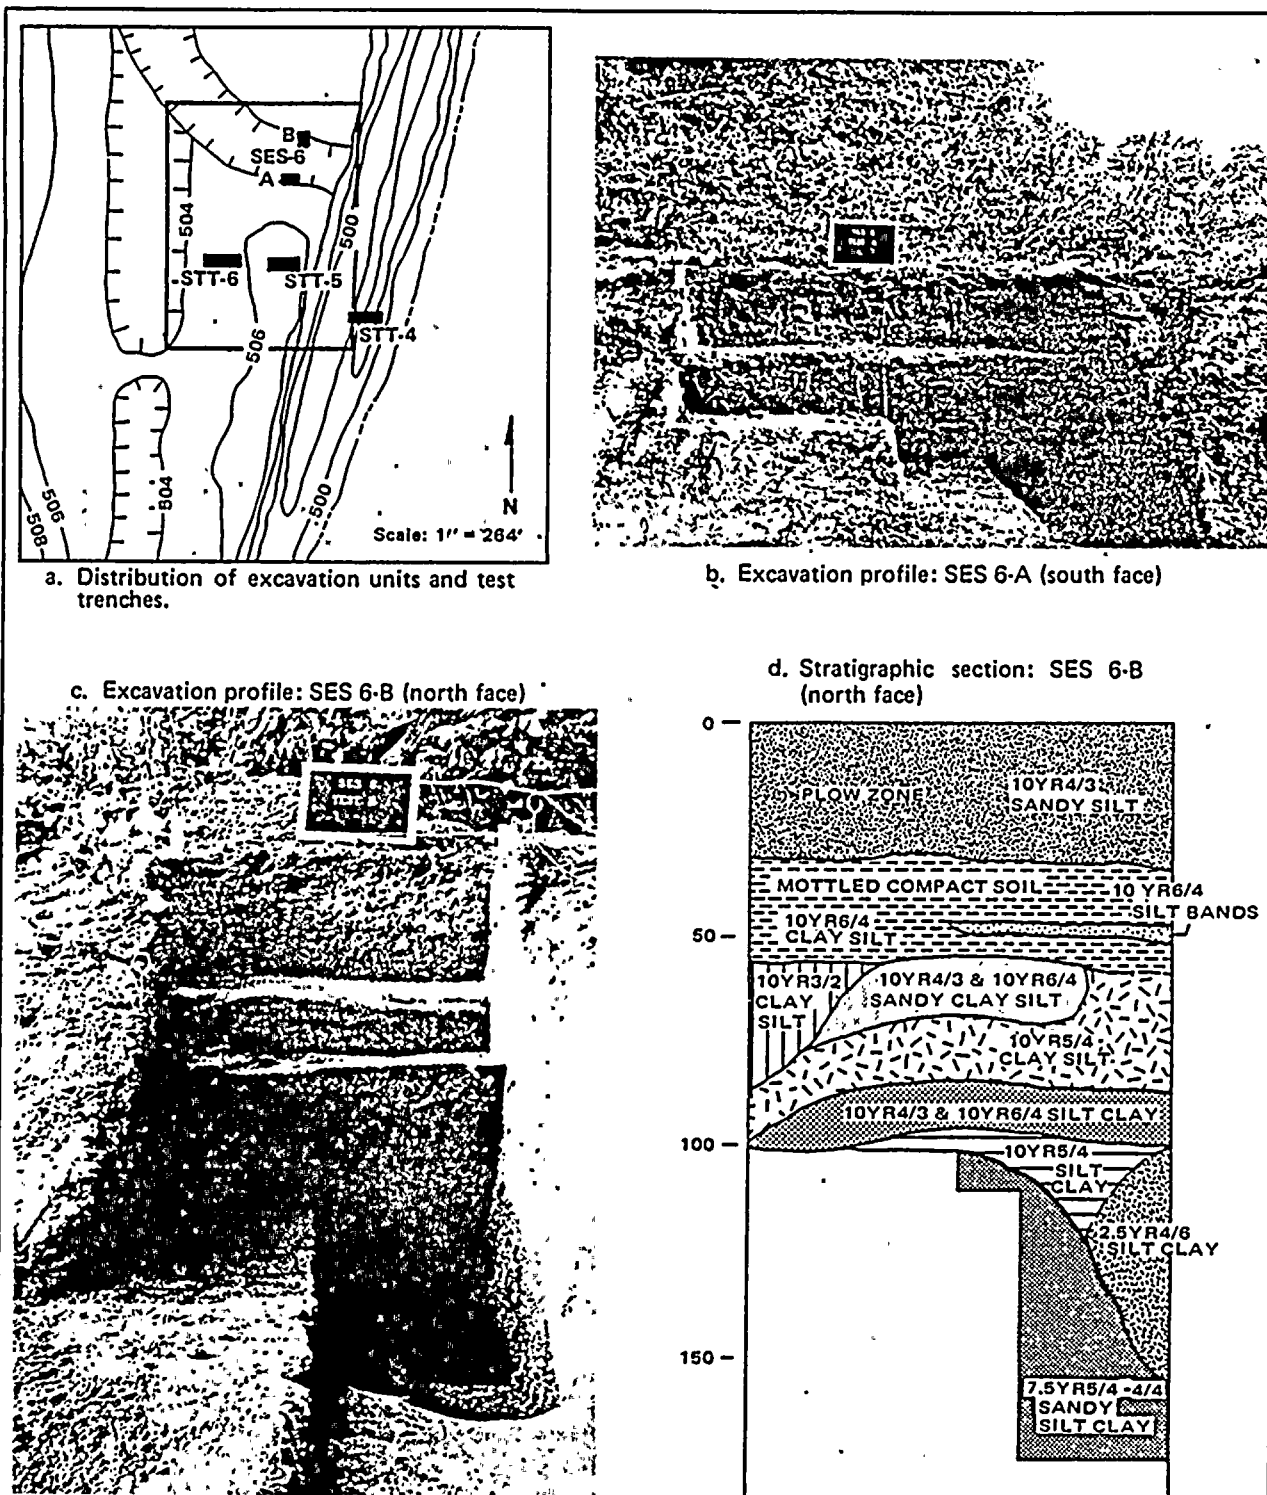 B
SES-6
A
504
500
STT-6
STT-5
STT-4
506
506
508
504
500
N
Scale: 1" = 264'
a. Distribution of excavation units and test
trenches.
b. Excavation profile: SES 6-A (south face)
c. Excavation profile: SES 6-B (north face)
d. Stratigraphic section: SES 6-B
(north face)
0
PLOW ZONE
10YR4/3
SANDY SILT
MOTTLED COMPACT SOIL
10 YR6/4
SILT BANDS
10YR6/4
CLAY SILT
50
10YR3/2
CLAY
SILT
10YR4/3 & 10YR6/4
SANDY CLAY SILT
10YR5/4
CLAY SILT
10YR4/3 & 10YR6/4 SILT CLAY
100
10YR5/4
SILT
CLAY
2.5YR4/6
SILT CLAY
150
7.5YR5/4 -4/4
SANDY
SILT CLAY